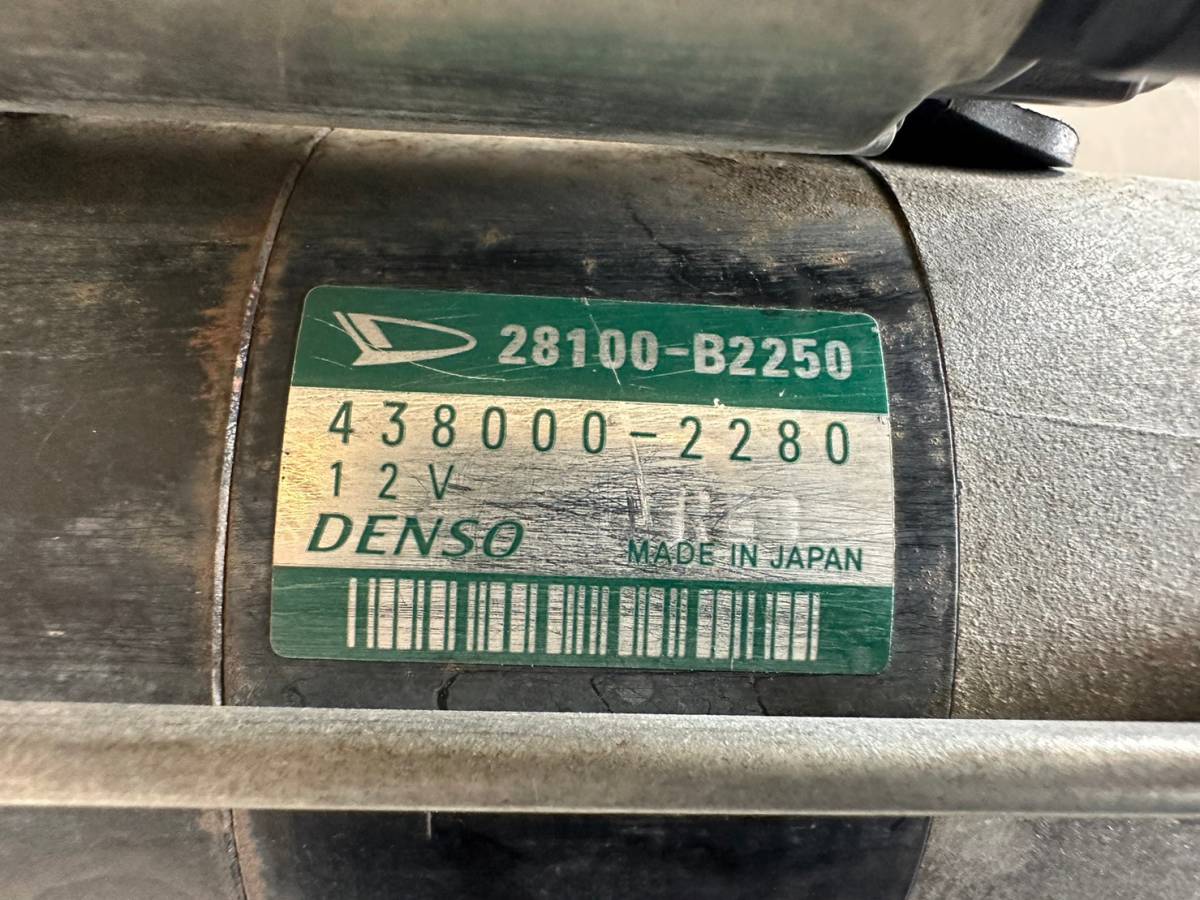 28100-B2250
438000-2280
12V
DENSO MADE IN JAPAN